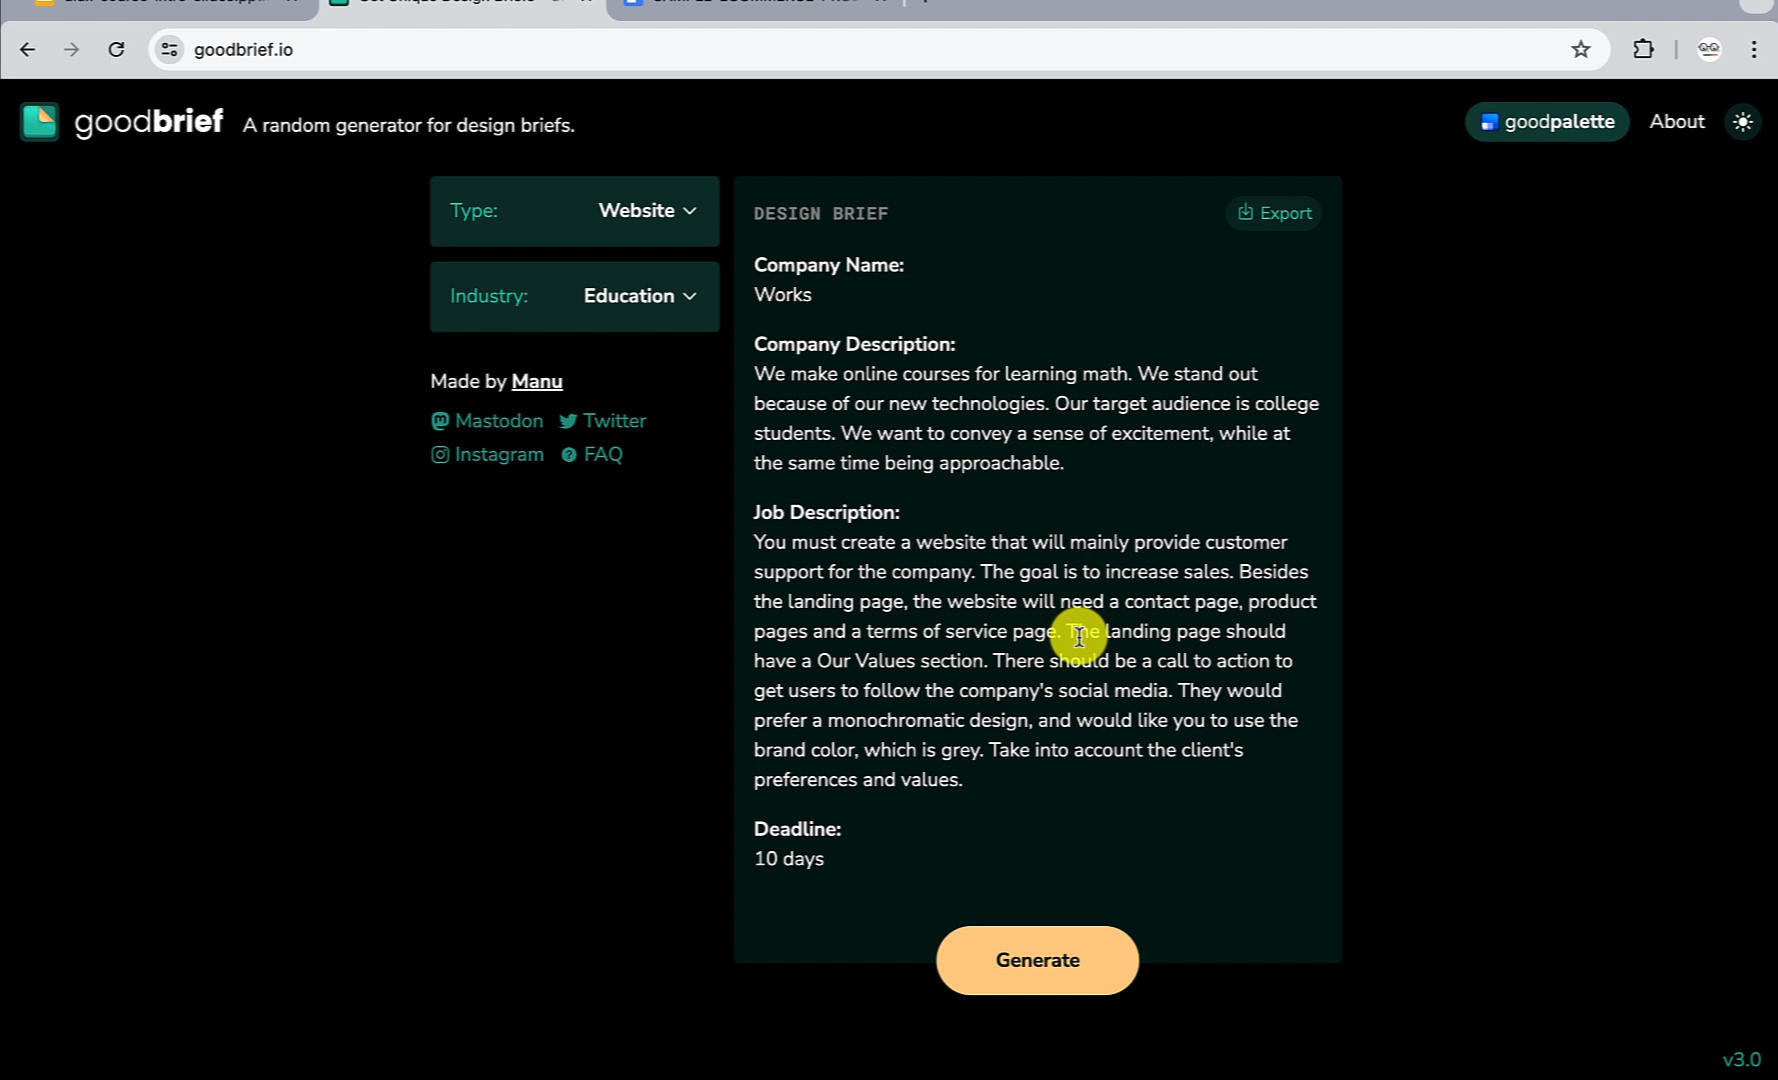 goodbrief.io
goodbrief
A random generator for design briefs.
goodpalette
About
Type:
Website
Industry:
Education
Made by Manu
Mastodon
Twitter
Instagram
FAQ
DESIGN BRIEF
Export
Company Name:
Works
Company Description:
We make online courses for learning math. We stand out
because of our new technologies. Our target audience is college
students. We want to convey a sense of excitement, while at
the same time being approachable.
Job Description:
You must create a website that will mainly provide customer
support for the company. The goal is to increase sales. Besides
the landing page, the website will need a contact page, product
pages and a terms of service page. The landing page should
have a Our Values section. There should be a call to action to
get users to follow the company's social media. They would
prefer a monochromatic design, and would like you to use the
brand color, which is grey. Take into account the client's
preferences and values.
Deadline:
10 days
Generate
v3.0